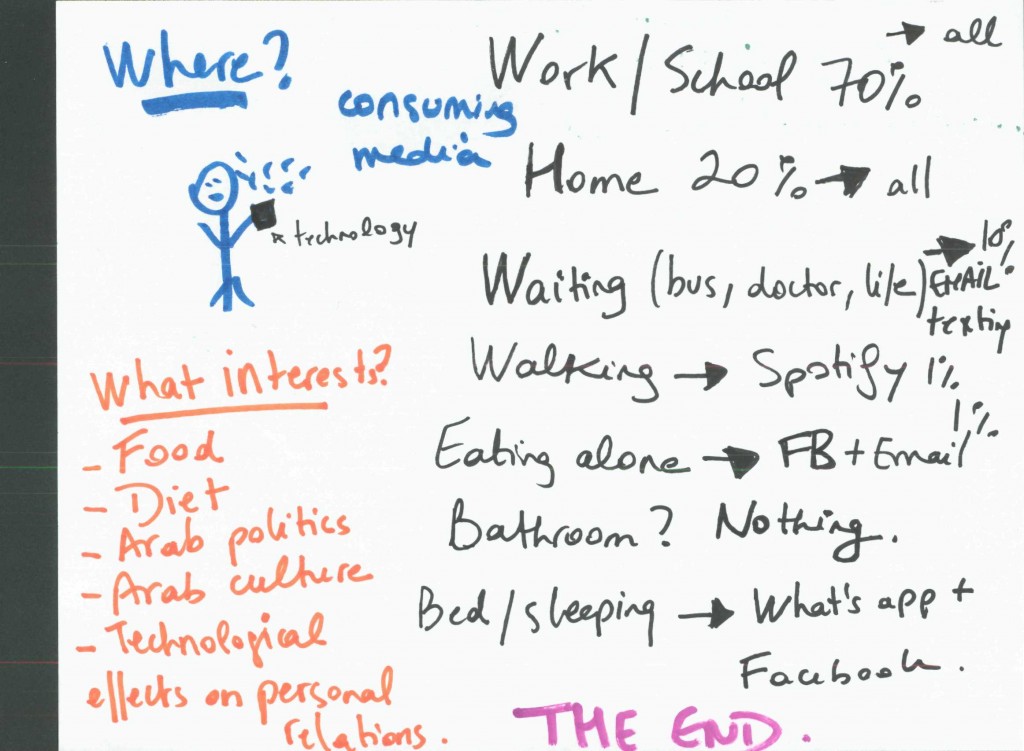 Where?
consuming
media
technology
What interests?
- Food
- Diet
- Arab politics
- Arab culture
- Technological
effects on personal
relations.
Work / School 70% → all
Home 20% → all
Waiting (bus, doctor, life) →
EMAIL
texting
Walking → Spotify 1%
1%
Eating alone → FB + Email
Bathroom? Nothing.
Bed / sleeping → What's app +
Facebook.
THE END.